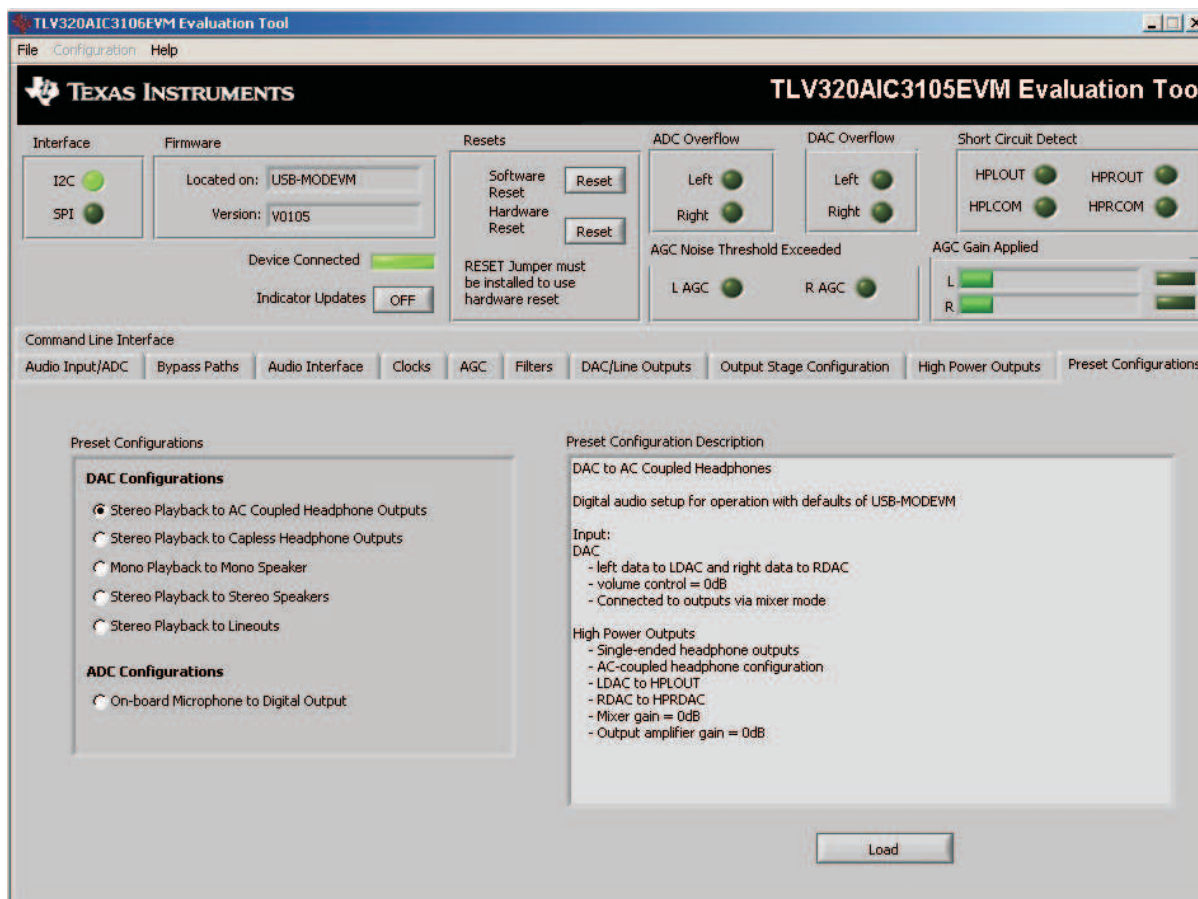 TLV320AIC3106EVM Evaluation Tool
File Configuration Help
TEXAS INSTRUMENTS
TLV320AIC3105EVM Evaluation Too
Interface
I2C
SPI
Firmware
Located on: USB-MODEVM
Version: V0105
Device Connected
Indicator Updates OFF
Resets
Software
Reset
Reset
Hardware
Reset
Reset
RESET Jumper must
be installed to use
hardware reset
ADC Overflow
Left
Right
DAC Overflow
Left
Right
Short Circuit Detect
HPLOUT HPROUT
HPLCOM HPRCOM
AGC Noise Threshold Exceeded
L AGC R AGC
AGC Gain Applied
L
R
Command Line Interface
Audio Input/ADC Bypass Paths Audio Interface Clocks AGC Filters DAC/Line Outputs Output Stage Configuration High Power Outputs Preset Configurations
Preset Configurations
DAC Configurations
Stereo Playback to AC Coupled Headphone Outputs
Stereo Playback to Capless Headphone Outputs
Mono Playback to Mono Speaker
Stereo Playback to Stereo Speakers
Stereo Playback to Lineouts
ADC Configurations
On-board Microphone to Digital Output
Preset Configuration Description
DAC to AC Coupled Headphones
Digital audio setup for operation with defaults of USB-MODEVM
Input:
DAC
- left data to LDAC and right data to RDAC
- volume control = 0dB
- Connected to outputs via mixer mode
High Power Outputs
- Single-ended headphone outputs
- AC-coupled headphone configuration
- LDAC to HPLOUT
- RDAC to HPRDAC
- Mixer gain = 0dB
- Output amplifier gain = 0dB
Load